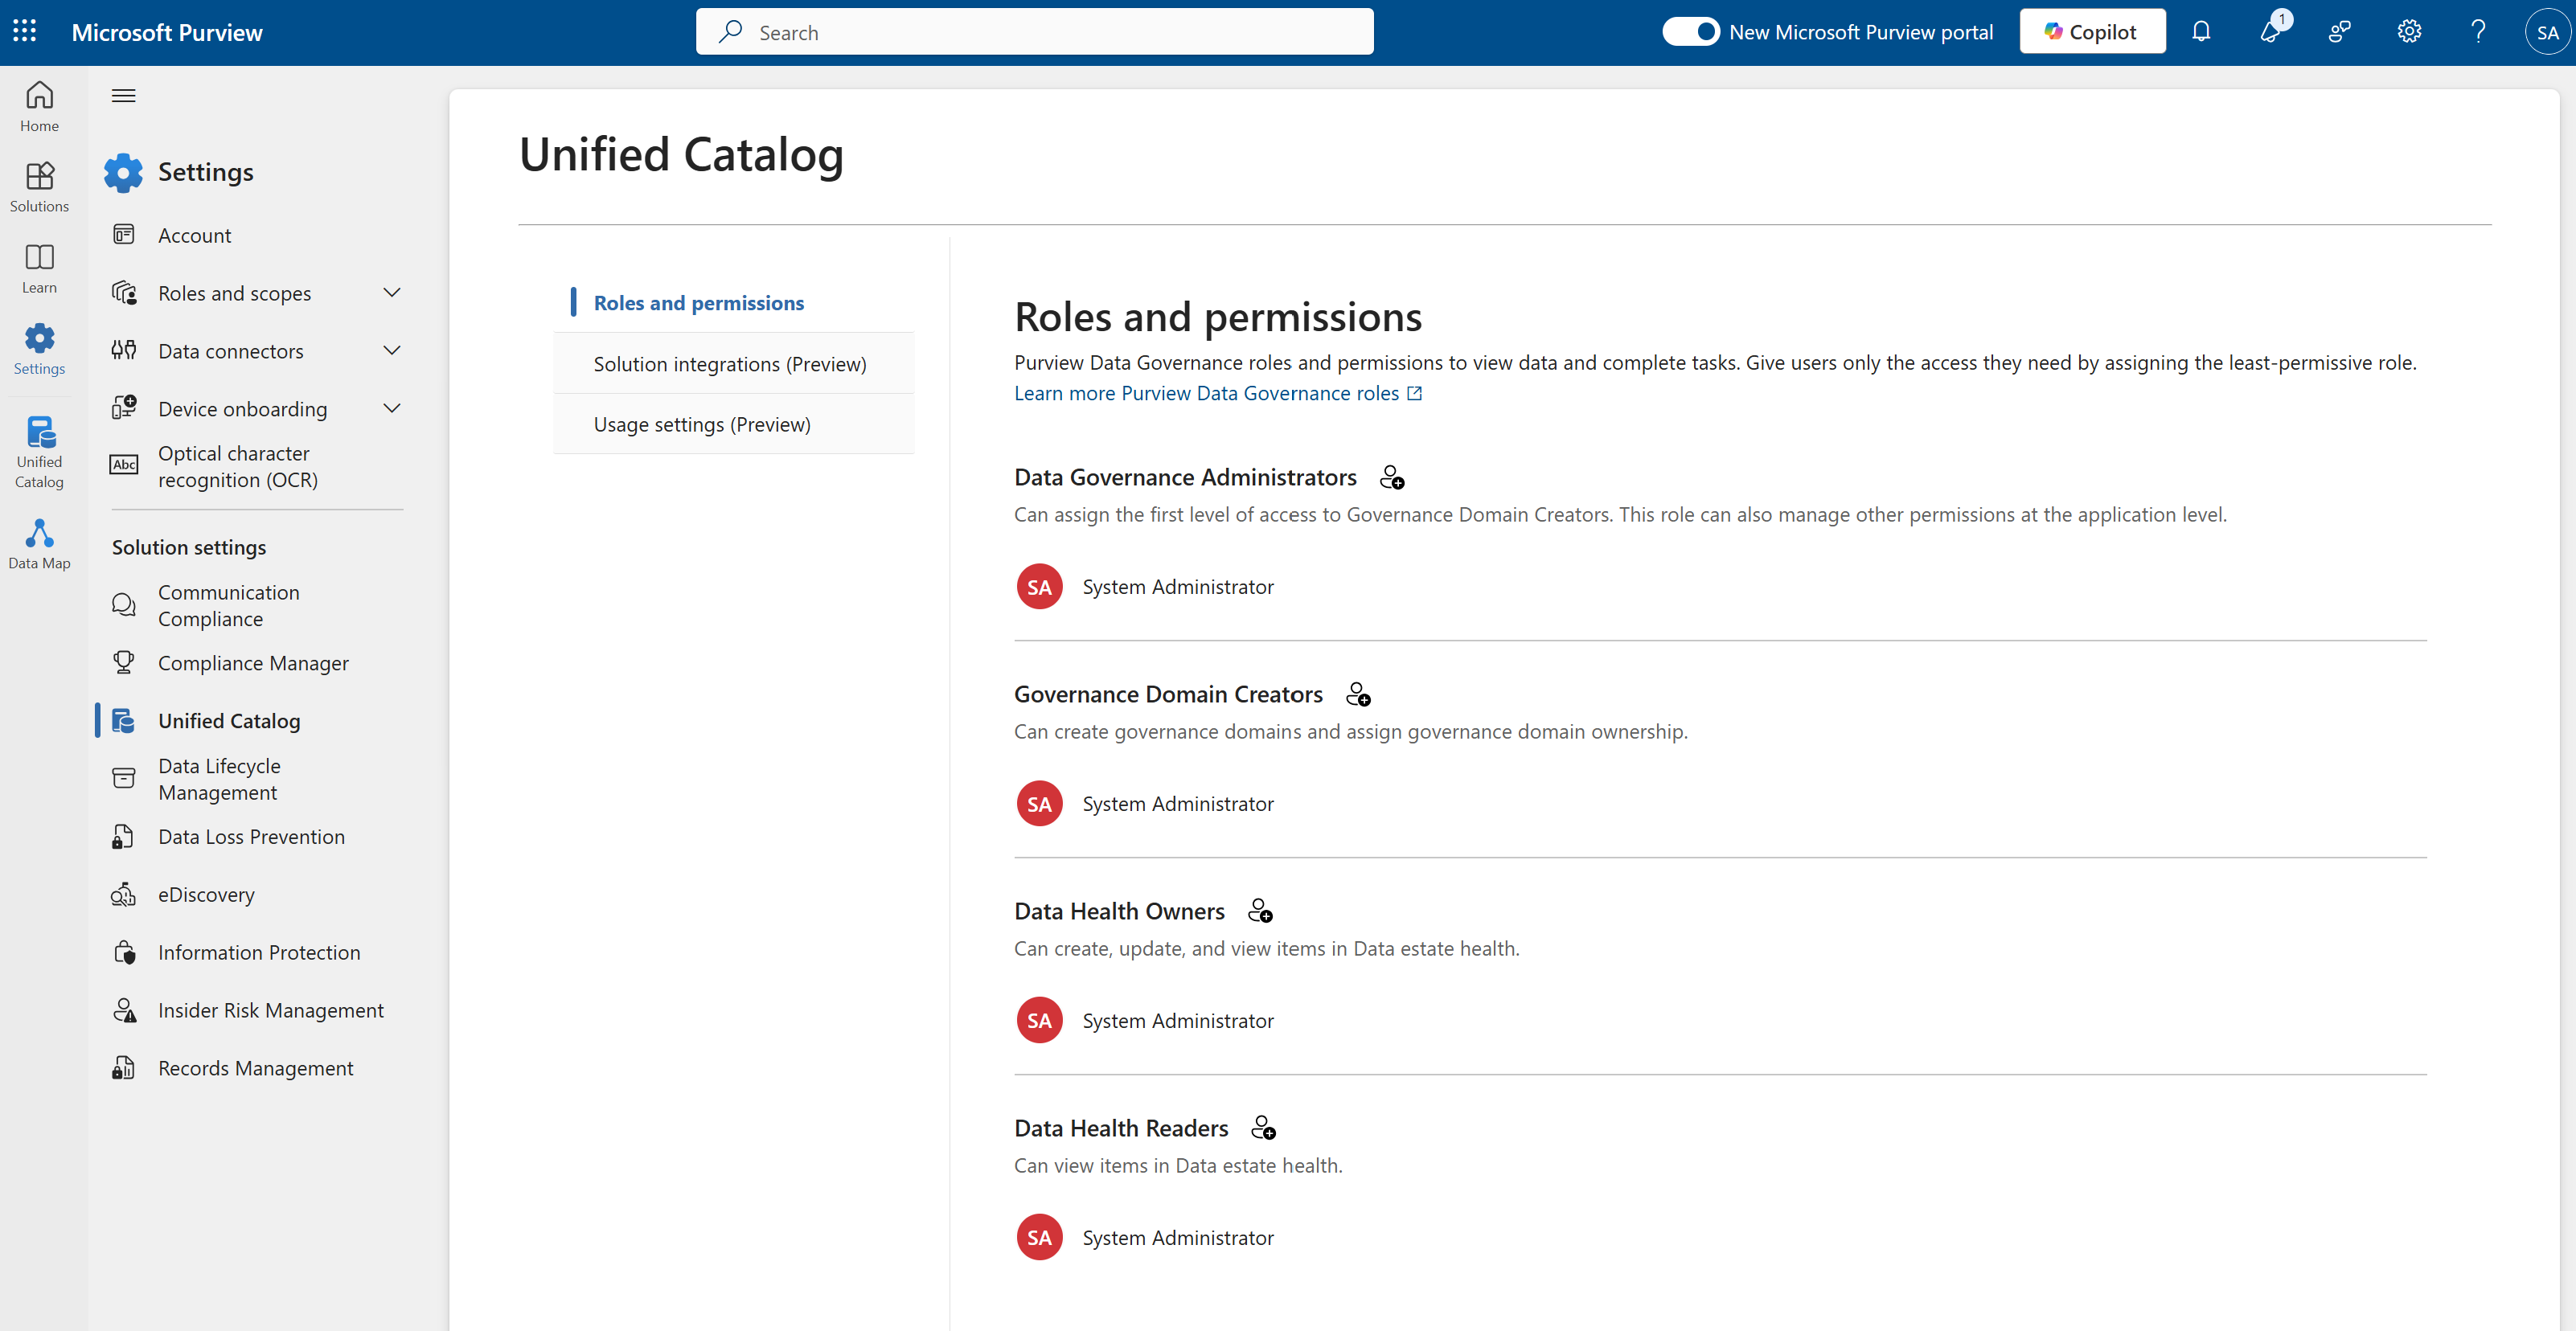 Microsoft Purview
Search
New Microsoft Purview portal
Copilot
1
SA
Home
Solutions
Learn
Settings
Unified
Catalog
Data Map
Settings
Account
Roles and scopes
Data connectors
Device onboarding
Abc
Optical character
recognition (OCR)
Solution settings
Communication
Compliance
Compliance Manager
Unified Catalog
Data Lifecycle
Management
Data Loss Prevention
eDiscovery
Information Protection
Insider Risk Management
Records Management
Unified Catalog
Roles and permissions
Solution integrations (Preview)
Usage settings (Preview)
Roles and permissions
Purview Data Governance roles and permissions to view data and complete tasks. Give users only the access they need by assigning the least-permissive role.
Learn more Purview Data Governance roles
Data Governance Administrators
Can assign the first level of access to Governance Domain Creators. This role can also manage other permissions at the application level.
SA System Administrator
Governance Domain Creators
Can create governance domains and assign governance domain ownership.
SA System Administrator
Data Health Owners
Can create, update, and view items in Data estate health.
SA System Administrator
Data Health Readers
Can view items in Data estate health.
SA System Administrator